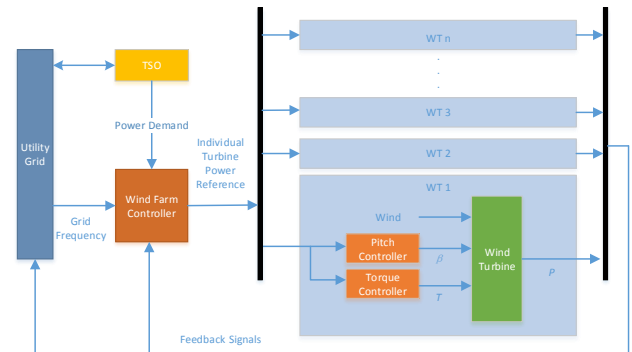 WT n
TSO
WT 3
Power Demand
Individual
Turbine
Power
Reference
Utility
Grid
WT 2
WT 1
Wind Farm
Controller
Wind
Grid
Frequency
Pitch
Controller
β
Wind
Turbine
Torque
Controller
T
P
Feedback Signals